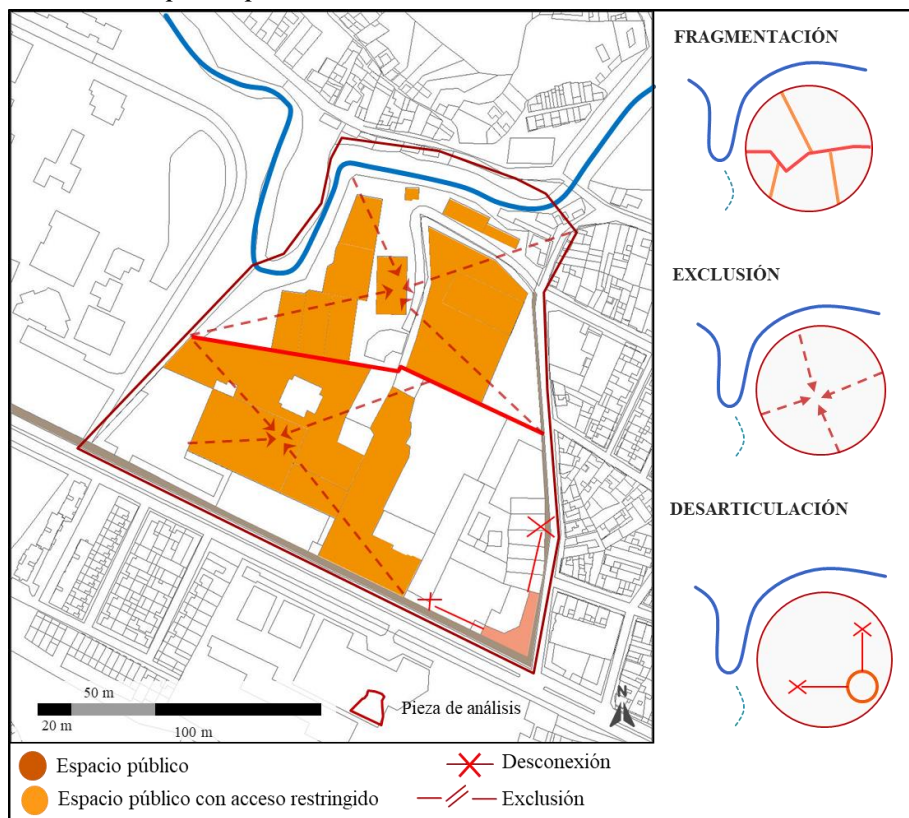 FRAGMENTACIÓN
EXCLUSIÓN
DESARTICULACIÓN
N
50 m
Pieza de análisis
20 m
100 m
Espacio público
Desconexión
Espacio público con acceso restringido
Exclusión